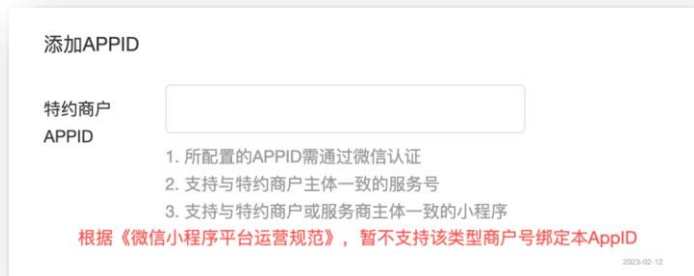 添加APPID
特约商户
APPID
1. 所配置的APPID需通过微信认证
2. 支持与特约商户主体一致的服务号
3. 支持与特约商户或服务商主体一致的小程序
根据《微信小程序平台运营规范》，暂不支持该类型商户号绑定本AppID
2023-02-12